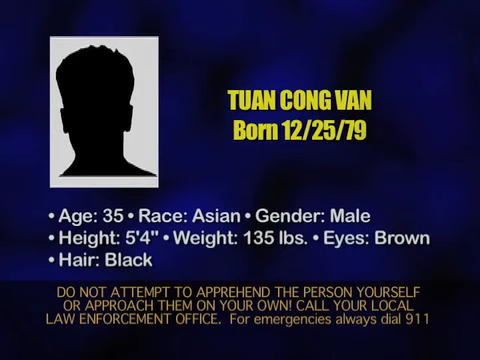 TUAN CONG VAN
Born 12/25/79
• Age: 35 • Race: Asian • Gender: Male
• Height: 5'4" • Weight: 135 lbs. • Eyes: Brown
• Hair: Black
DO NOT ATTEMPT TO APPREHEND THE PERSON YOURSELF
OR APPROACH THEM ON YOUR OWN! CALL YOUR LOCAL
LAW ENFORCEMENT OFFICE.  For emergencies always dial 911